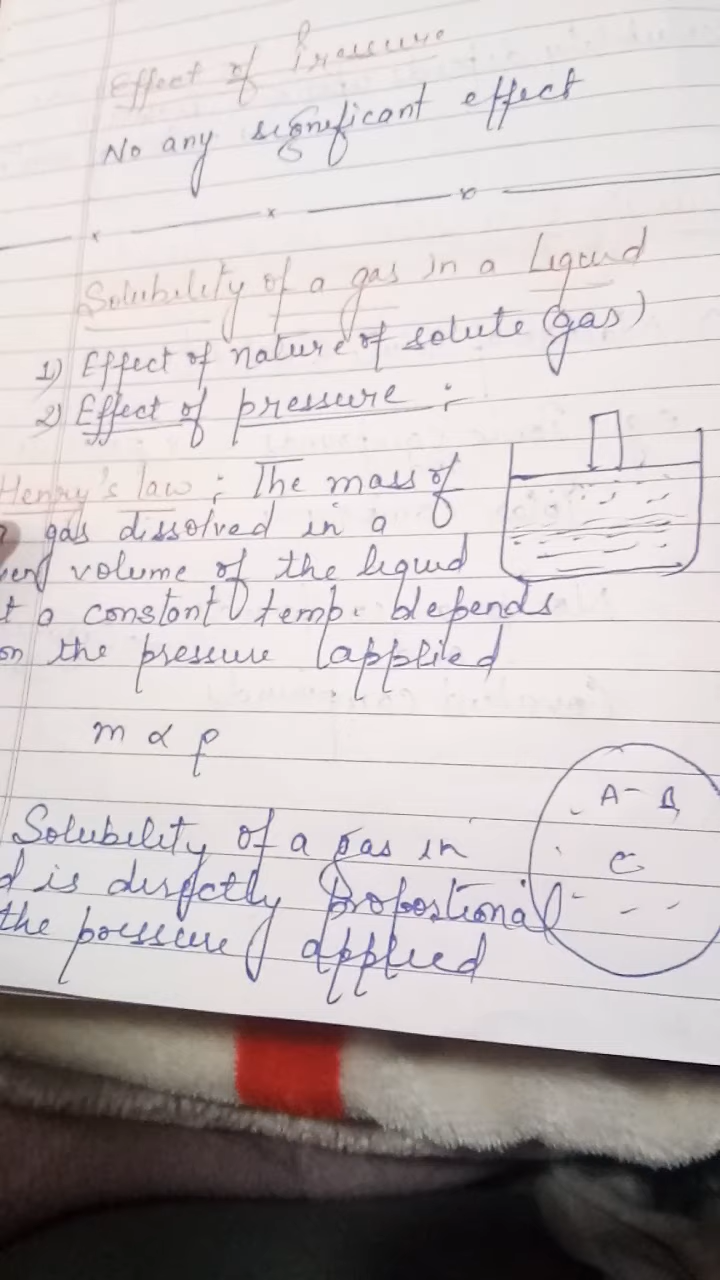 Effect of Pressure
No any significant effect
Solubility of a gas in a Liquid
1) Effect of nature of solute (gas)
2) Effect of pressure :-
Henry's law : The mass of
gas dissolved in a
volume of the liquid
a constant temp. depends
on the pressure applied
m ∝ p
Solubility of a gas in
is directly proportional
the pressure applied
A - B
C